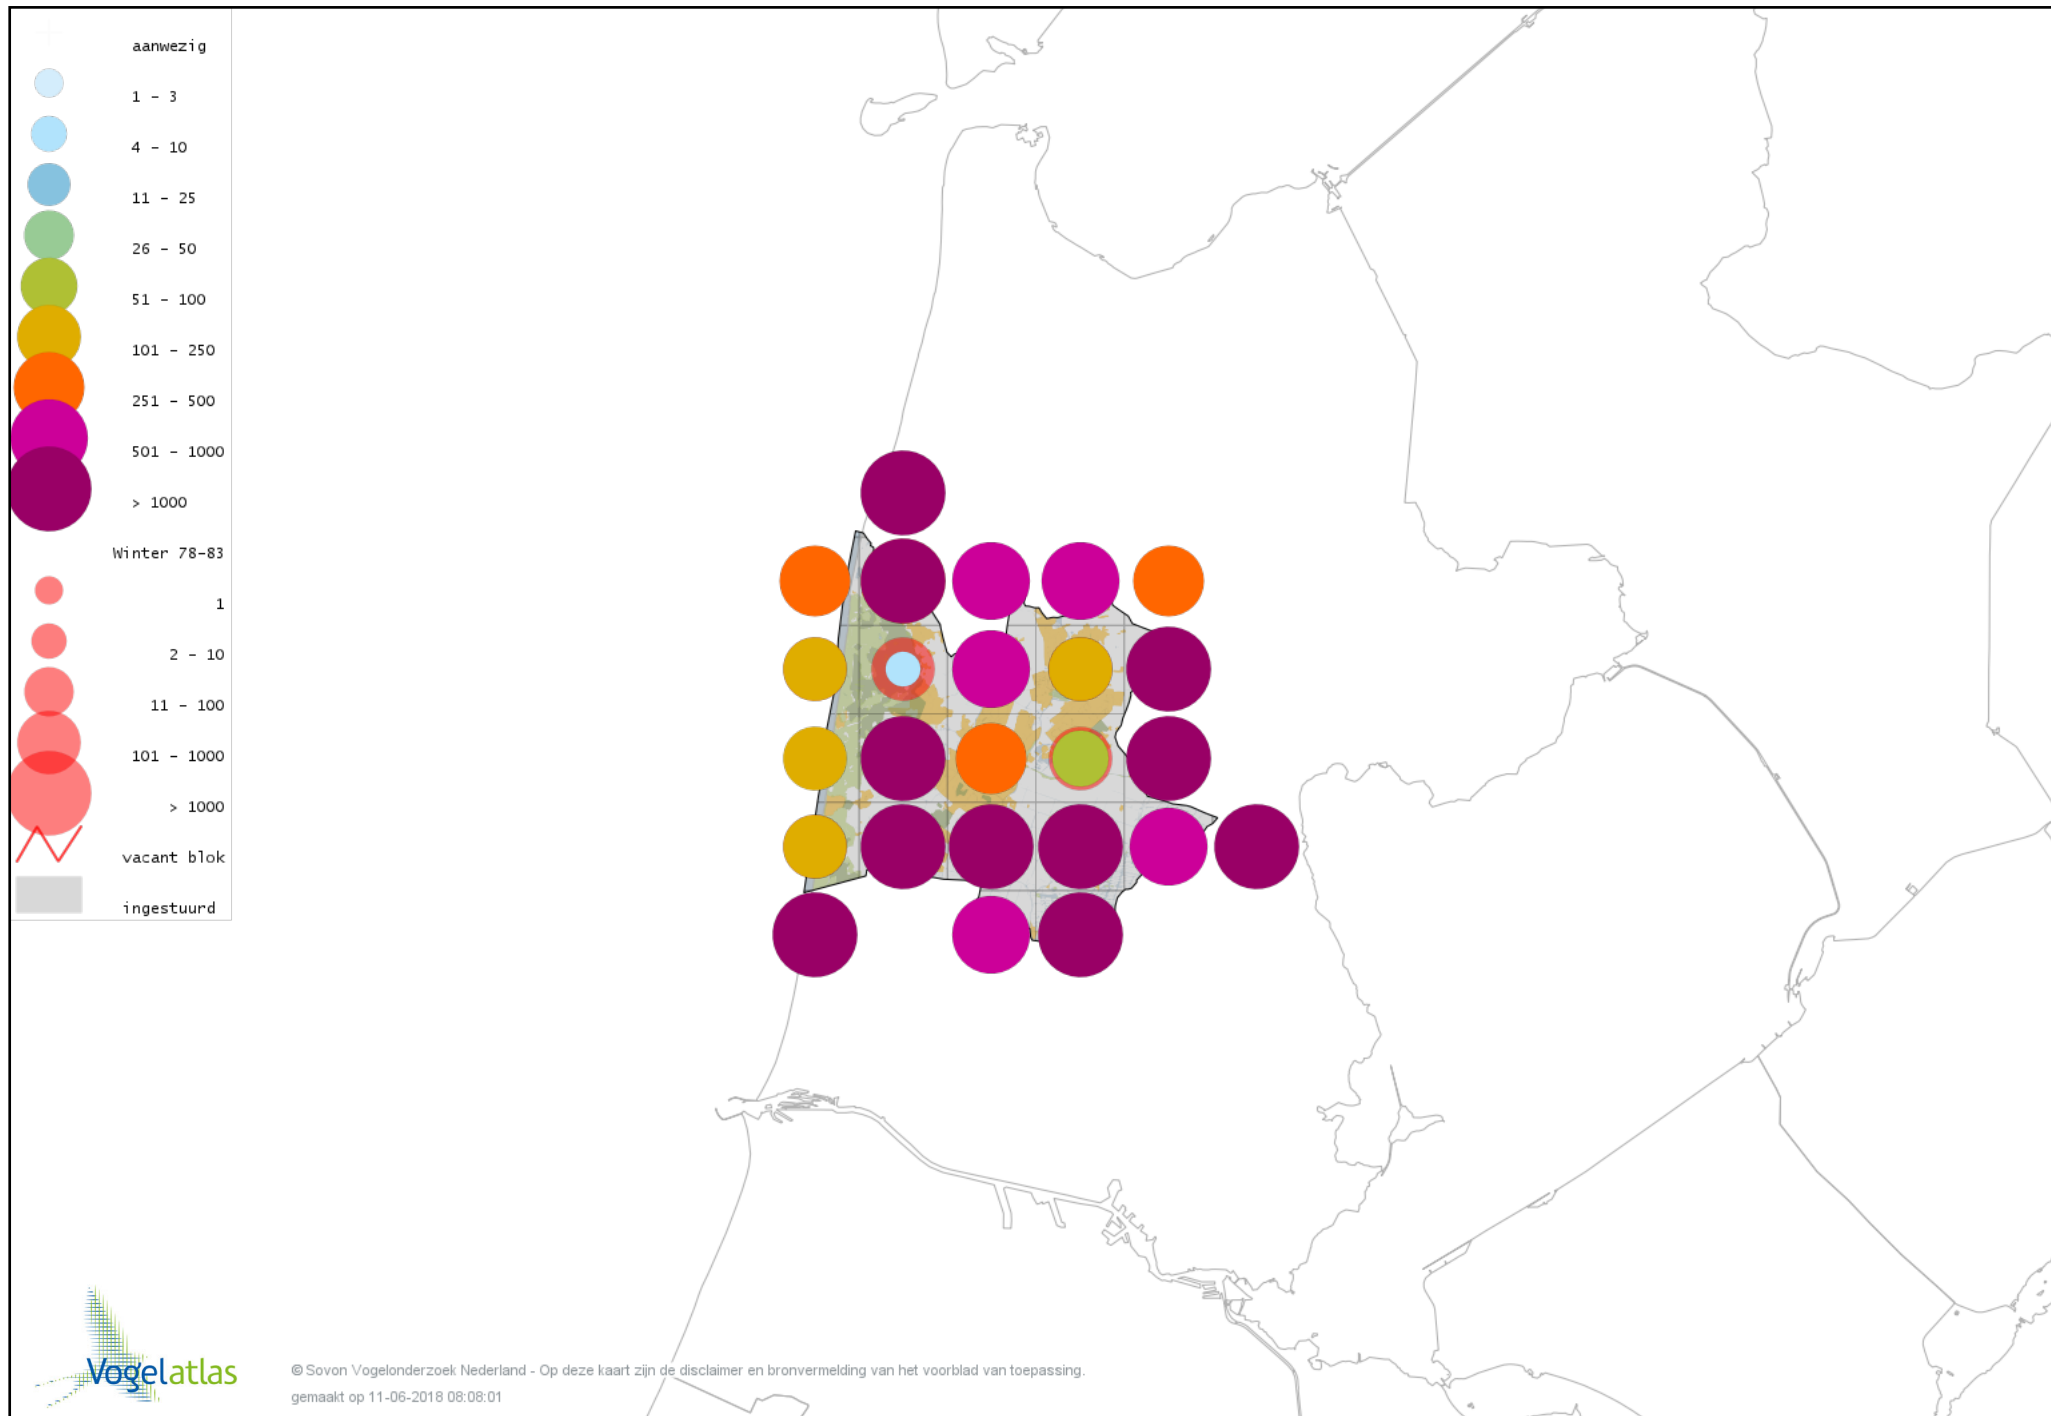 aanwezig
1 - 3
4 - 10
11 - 25
26 - 50
51 - 100
101 - 250
251 - 500
501 - 1000
> 1000
Winter 78-83
1
2 - 10
11 - 100
101 - 1000
> 1000
vacant blok
ingestuurd
Vogelatlas
© Sovon Vogelonderzoek Nederland - Op deze kaart zijn de disclaimer en bronvermelding van het voorblad van toepassing.
gemaakt op 11-06-2018 08:08:01